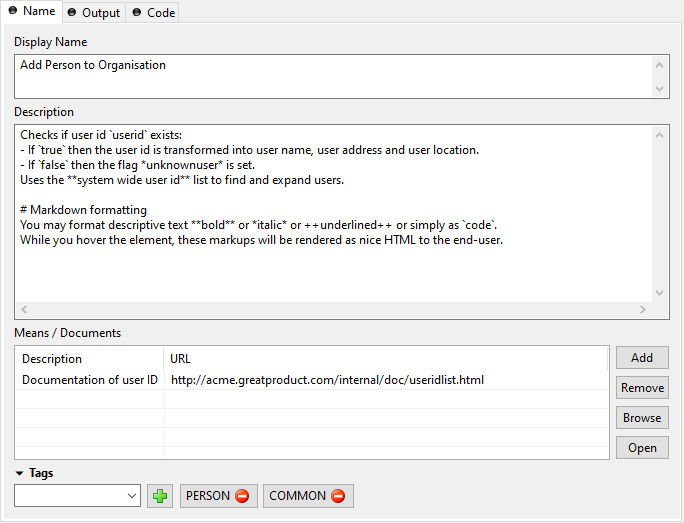 Name Output Code
Display Name
Add Person to Organisation
Description
Checks if user id `userid` exists:
- If `true` then the user id is transformed into user name, user address and user location.
- If `false` then the flag *unknownuser* is set.
Uses the **system wide user id** list to find and expand users.
# Markdown formatting
You may format descriptive text **bold** or *italic* or ++underlined++ or simply as `code`.
While you hover the element, these markups will be rendered as nice HTML to the end-user.
Means / Documents
Description URL
Documentation of user ID http://acme.greatproduct.com/internal/doc/useridlist.html
Add
Remove
Browse
Open
Tags
PERSON COMMON